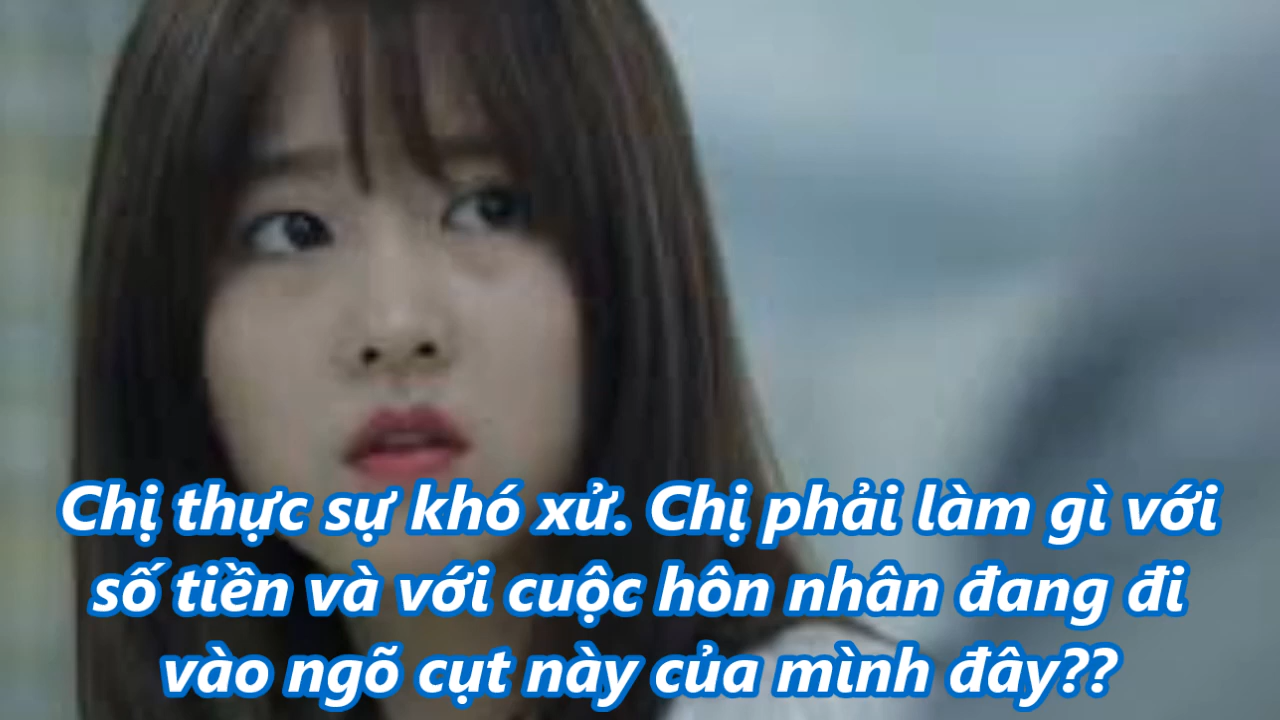 Chị thực sự khó xử. Chị phải làm gì với
số tiền và với cuộc hôn nhân đang đi
vào ngõ cụt này của mình đây??